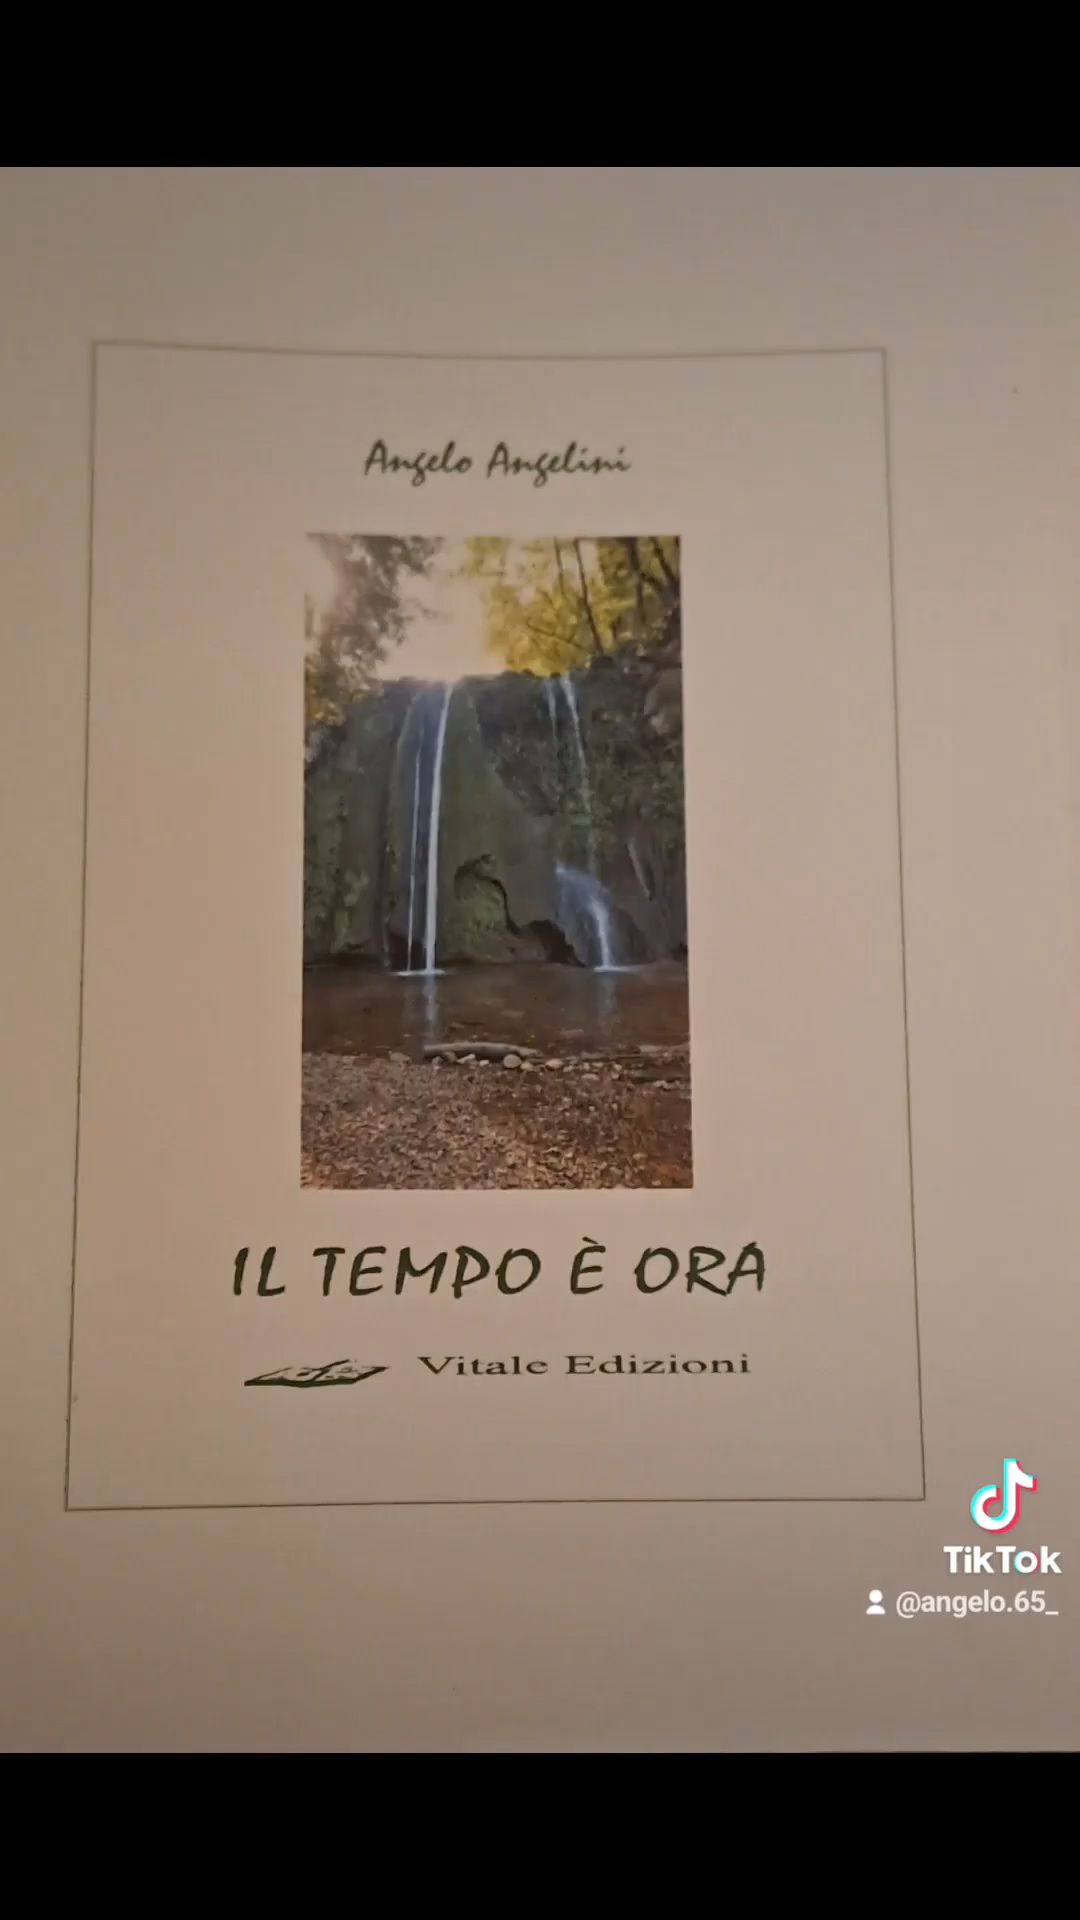 Angelo Angelini
IL TEMPO È ORA
Vitale Edizioni
TikTok
@angelo.65_